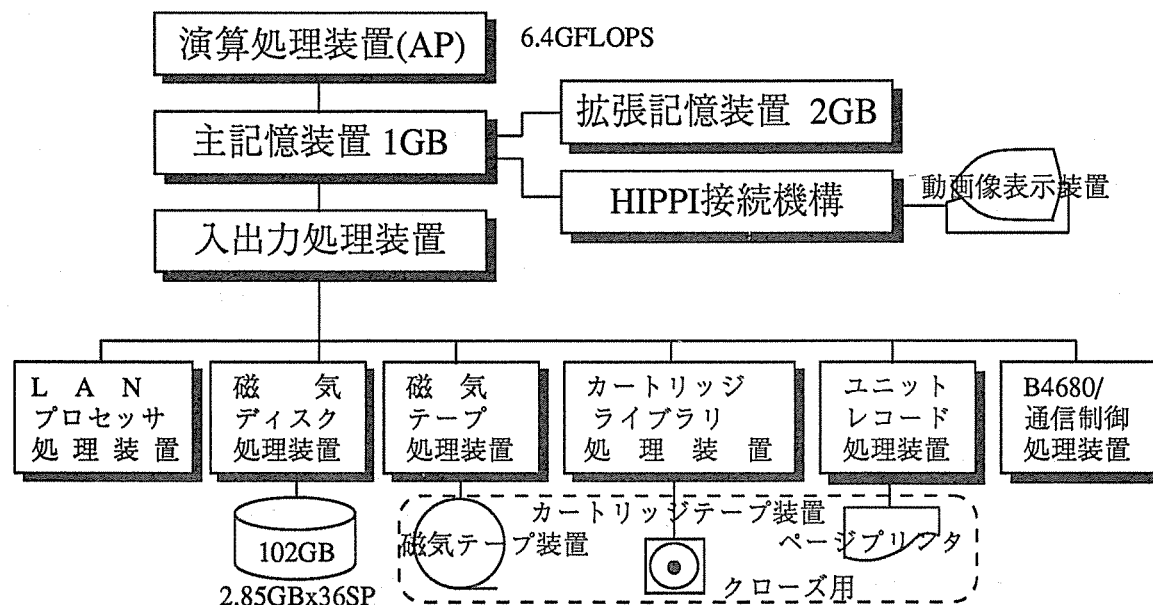 演算処理装置(AP)
6.4GFLOPS
主記憶装置 1GB
拡張記憶装置 2GB
HIPPI接続機構
動画像表示装置
入出力処理装置
L A N
プロセッサ
処 理 装 置
磁 気
ディスク
処理装置
磁 気
テープ
処理装置
カートリッジ
ライブラリ
処 理 装 置
ユニット
レコード
処理装置
B4680/
通信制御
処理装置
102GB
2.85GBx36SP
磁気テープ装置
カートリッジテープ装置
クローズ用
ページプリンタ